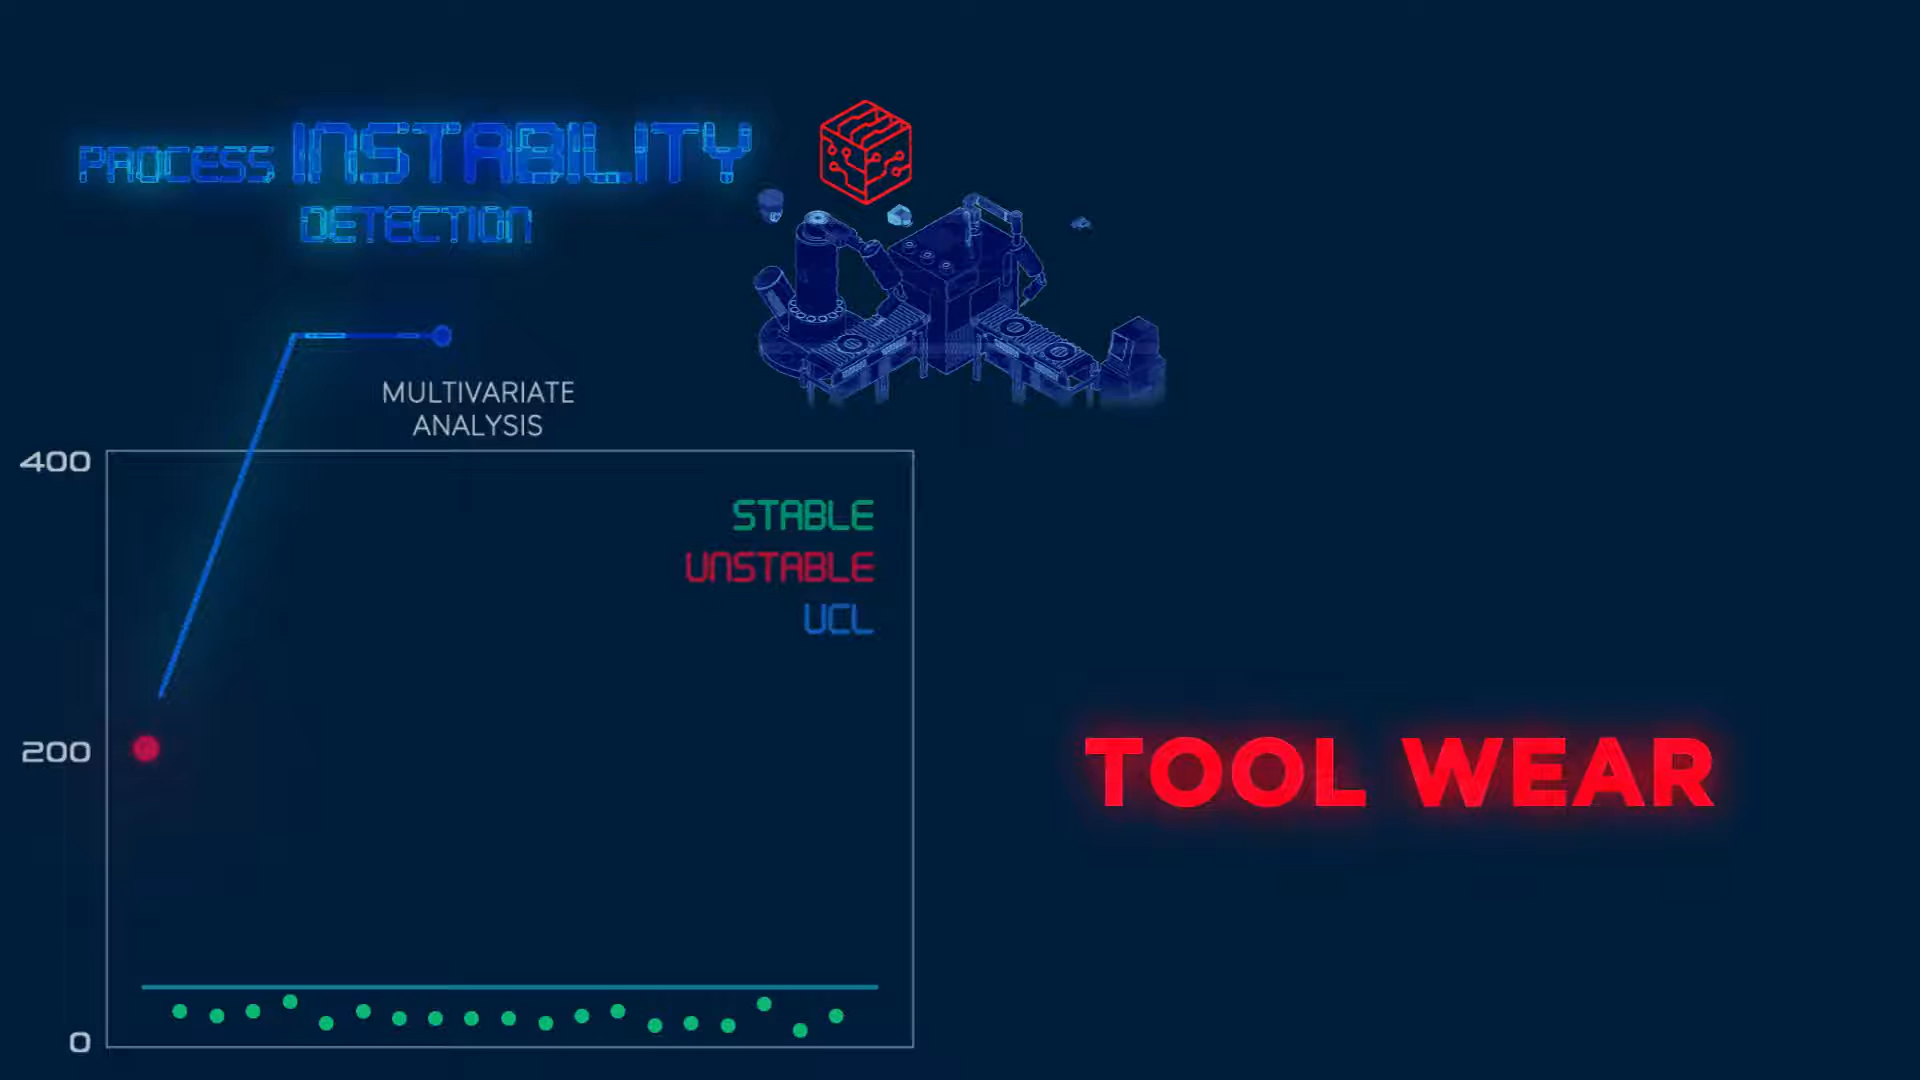 PROCESS INSTABILITY
DETECTION
MULTIVARIATE
ANALYSIS
400
STABLE
UNSTABLE
UCL
200
TOOL WEAR
0